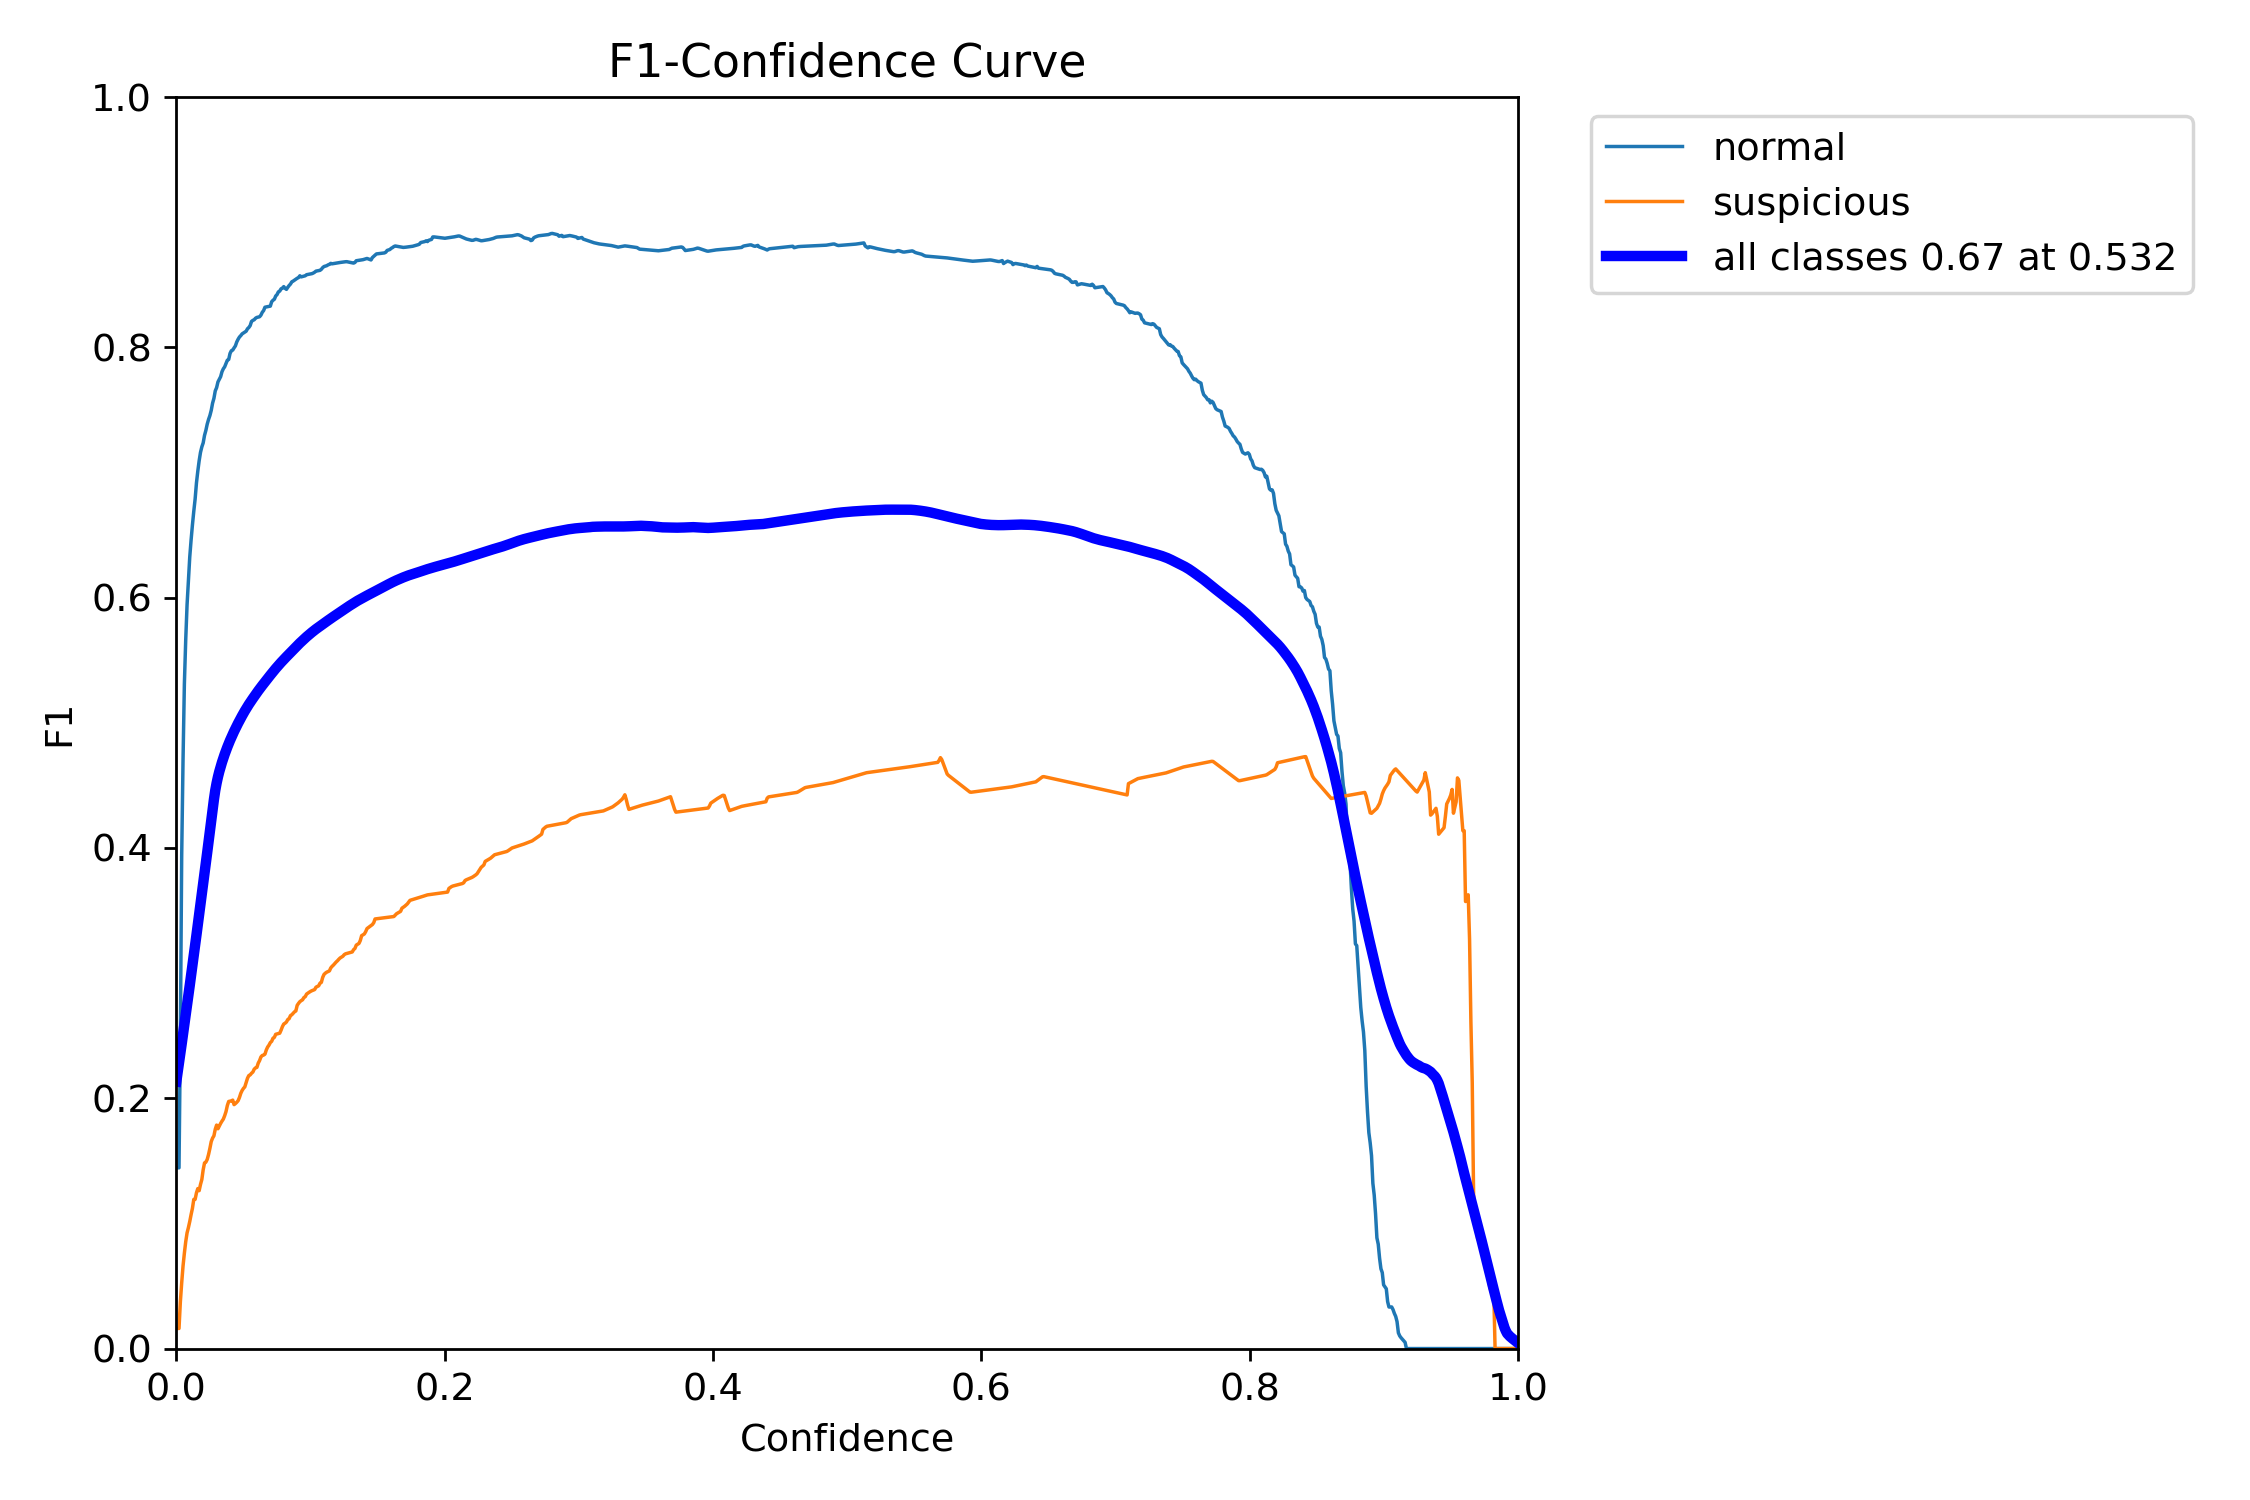 F1-Confidence Curve
1.0
0.8
0.6
0.4
0.2
0.0
F1
0.0 0.2 0.4 0.6 0.8 1.0
Confidence
normal
suspicious
all classes 0.67 at 0.532